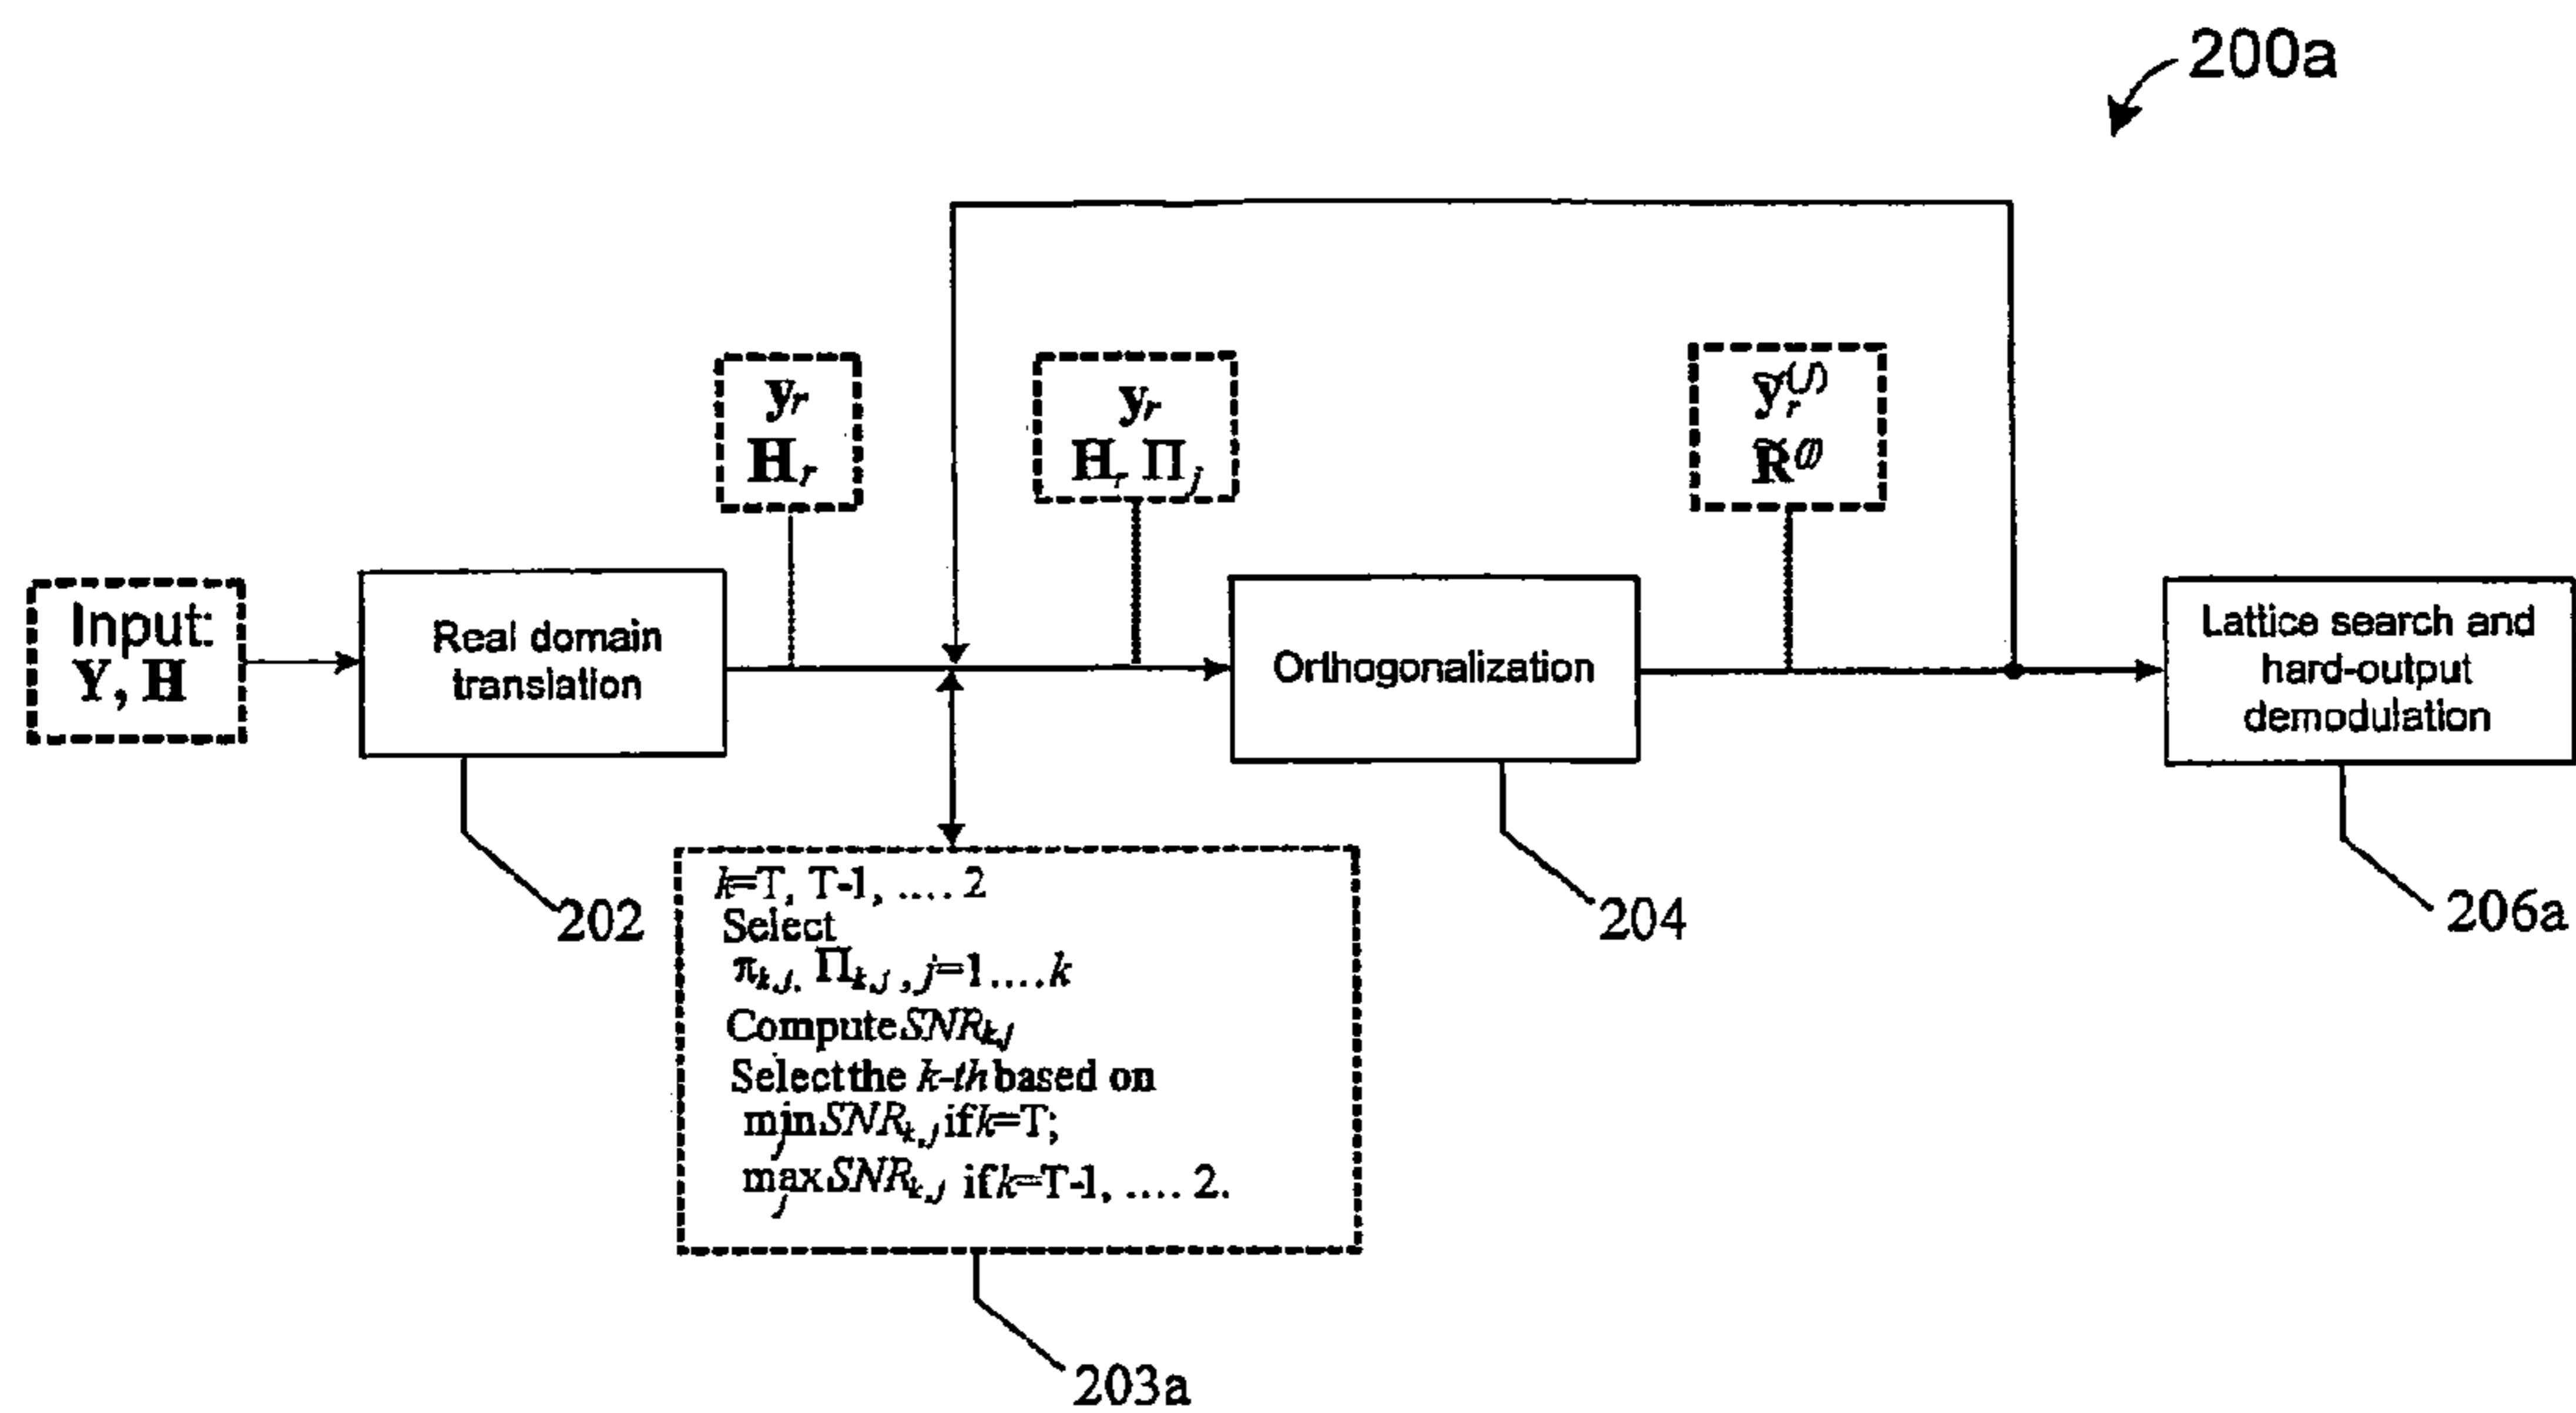 200a
yr
Hr
yr
Hr Πj
ỹr(j)
R̃(j)
Input:
Y, H
Real domain
translation
Orthogonalization
Lattice search and
hard-output
demodulation
202
204
206a
k=T, T-1, .... 2
Select
πk,j, Πk,j, j=1....k
Compute SNRk,j
Select the k-th based on
minj SNRk,j if k=T;
maxj SNRk,j if k=T-1, .... 2.
203a